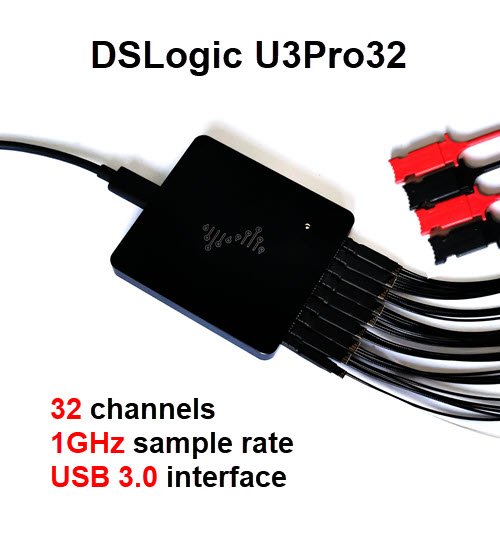 DSLogic U3Pro32
32 channels
1GHz sample rate
USB 3.0 interface